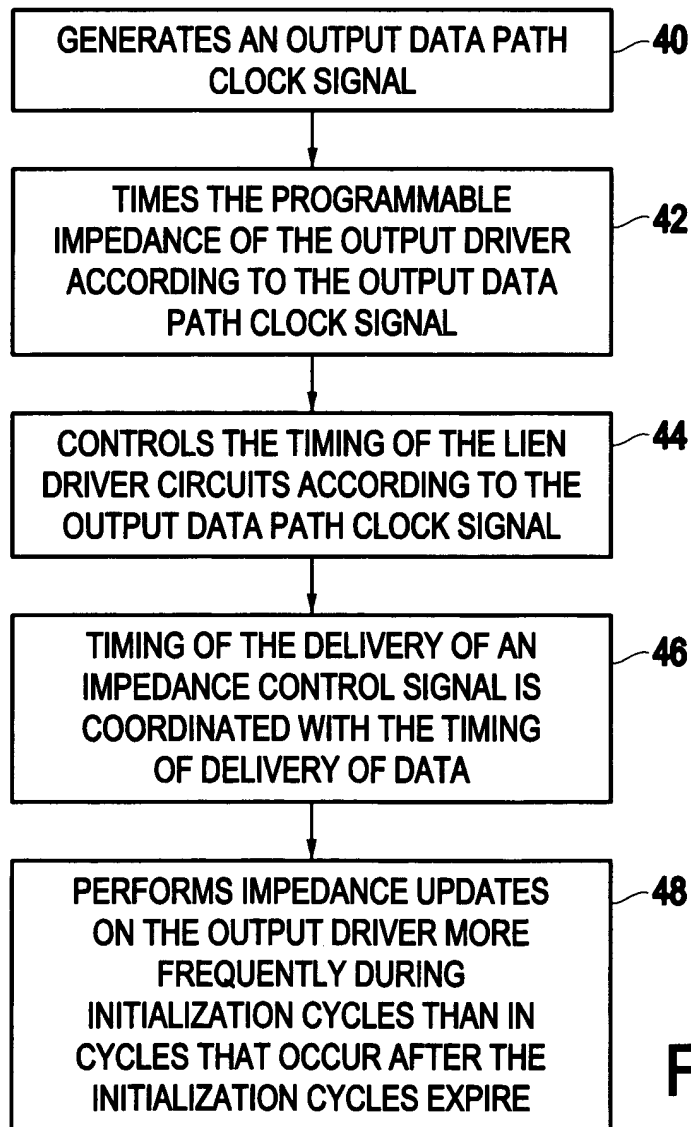 GENERATES AN OUTPUT DATA PATH
CLOCK SIGNAL
40
TIMES THE PROGRAMMABLE
IMPEDANCE OF THE OUTPUT DRIVER
ACCORDING TO THE OUTPUT DATA
PATH CLOCK SIGNAL
42
CONTROLS THE TIMING OF THE LIEN
DRIVER CIRCUITS ACCORDING TO THE
OUTPUT DATA PATH CLOCK SIGNAL
44
TIMING OF THE DELIVERY OF AN
IMPEDANCE CONTROL SIGNAL IS
COORDINATED WITH THE TIMING
OF DELIVERY OF DATA
46
PERFORMS IMPEDANCE UPDATES
ON THE OUTPUT DRIVER MORE
FREQUENTLY DURING
INITIALIZATION CYCLES THAN IN
CYCLES THAT OCCUR AFTER THE
INITIALIZATION CYCLES EXPIRE
48
F